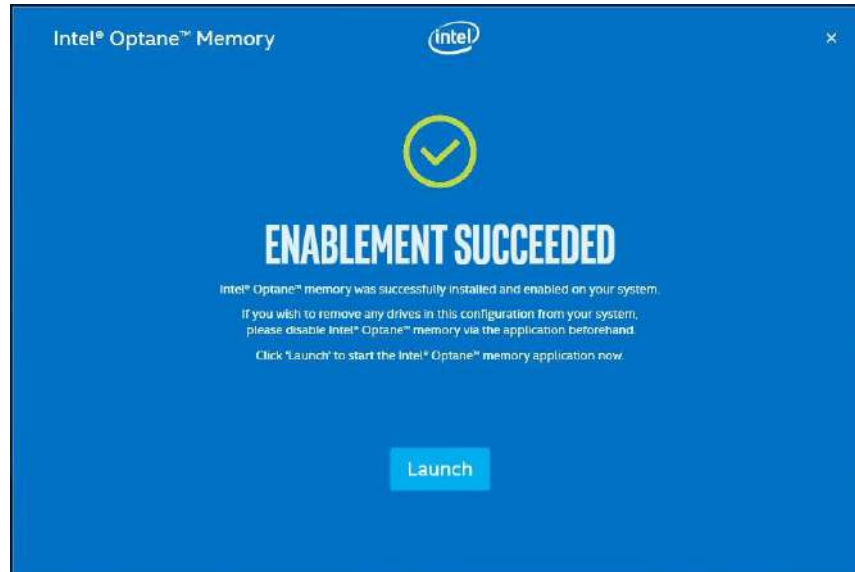 Intel® Optane™ Memory
intel
×
ENABLEMENT SUCCEEDED
Intel® Optane™ memory was successfully installed and enabled on your system.
If you wish to remove any drives in this configuration from your system,
please disable Intel® Optane™ memory via the application beforehand.
Click 'Launch' to start the Intel® Optane™ memory application now.
Launch